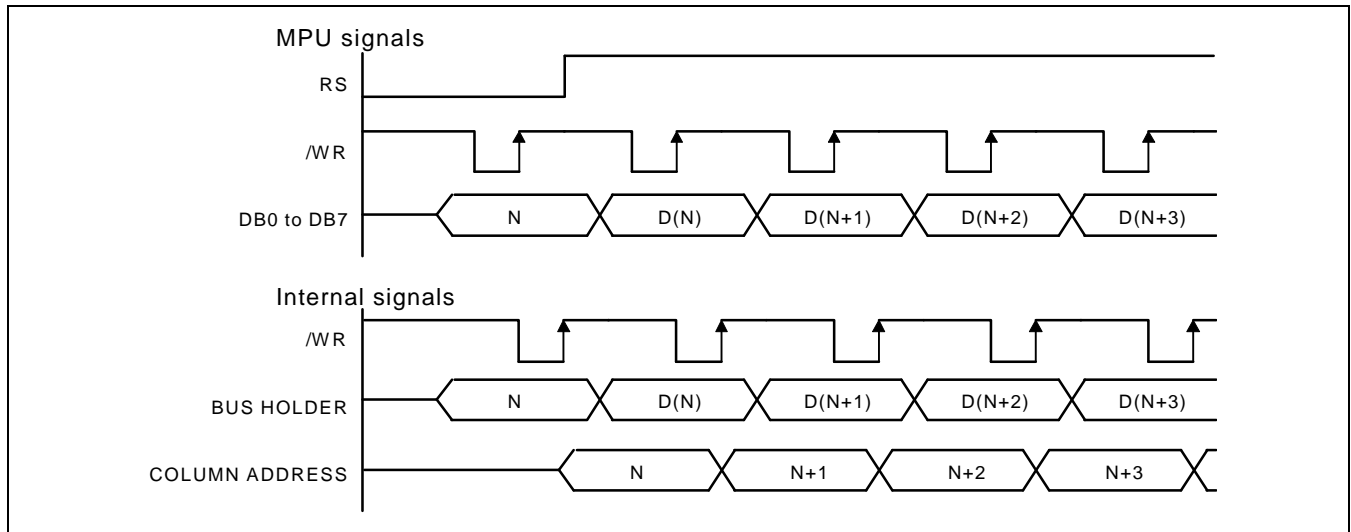 MPU signals
RS
/WR
DB0 to DB7 N D(N) D(N+1) D(N+2) D(N+3)
Internal signals
/WR
BUS HOLDER N D(N) D(N+1) D(N+2) D(N+3)
COLUMN ADDRESS N N+1 N+2 N+3